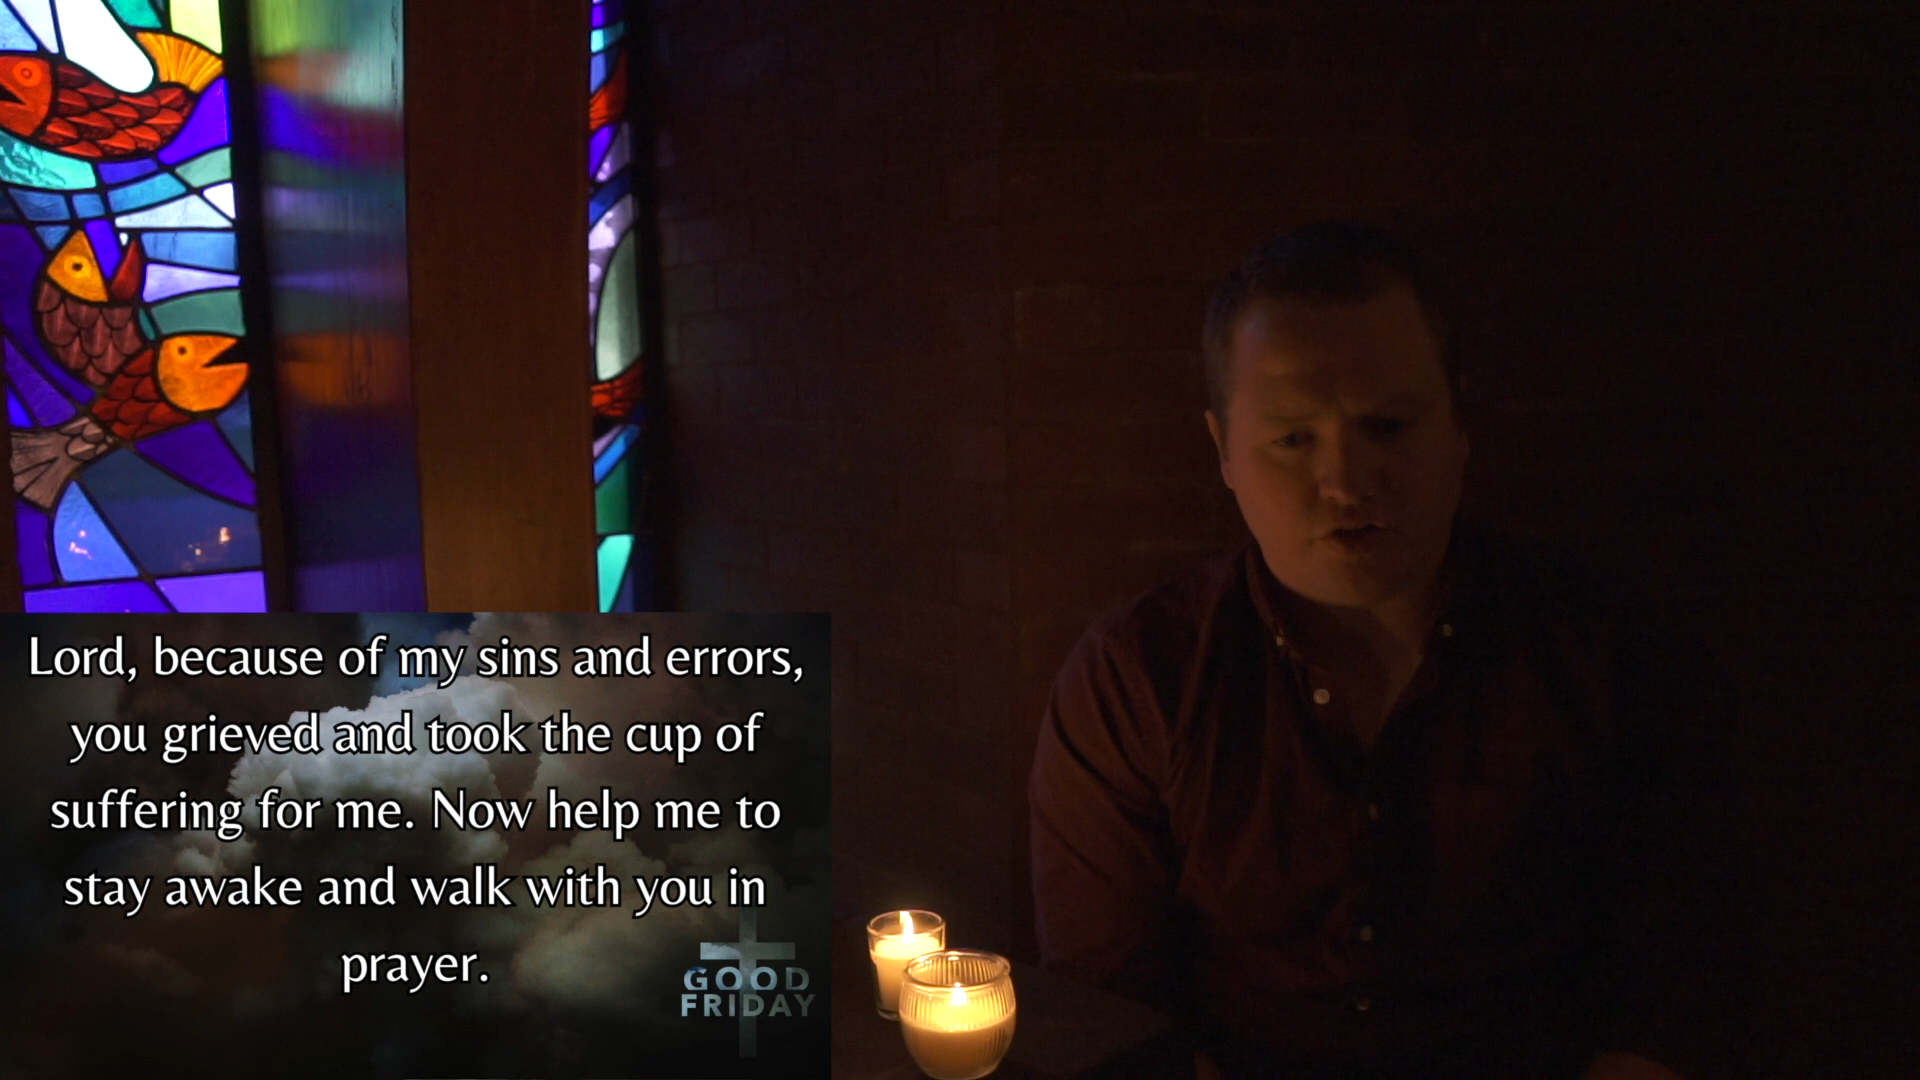 Lord, because of my sins and errors,
you grieved and took the cup of
suffering for me. Now help me to
stay awake and walk with you in
prayer.
GOOD
FRIDAY